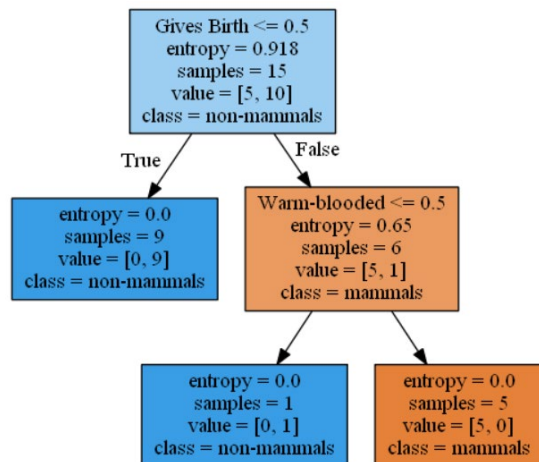 Gives Birth <= 0.5
entropy = 0.918
samples = 15
value = [5, 10]
class = non-mammals
True
False
entropy = 0.0
samples = 9
value = [0, 9]
class = non-mammals
Warm-blooded <= 0.5
entropy = 0.65
samples = 6
value = [5, 1]
class = mammals
entropy = 0.0
samples = 1
value = [0, 1]
class = non-mammals
entropy = 0.0
samples = 5
value = [5, 0]
class = mammals